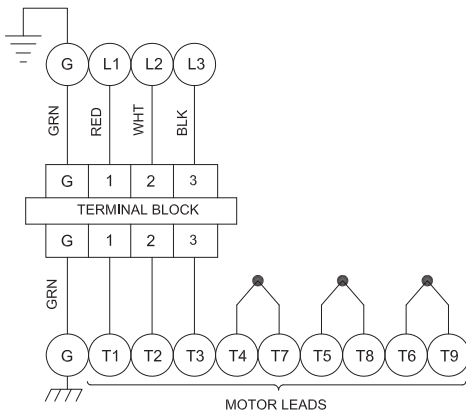 G L1 L2 L3
GRN RED WHT BLK
G 1 2 3
TERMINAL BLOCK
G 1 2 3
GRN
G T1 T2 T3 T4 T7 T5 T8 T6 T9
MOTOR LEADS